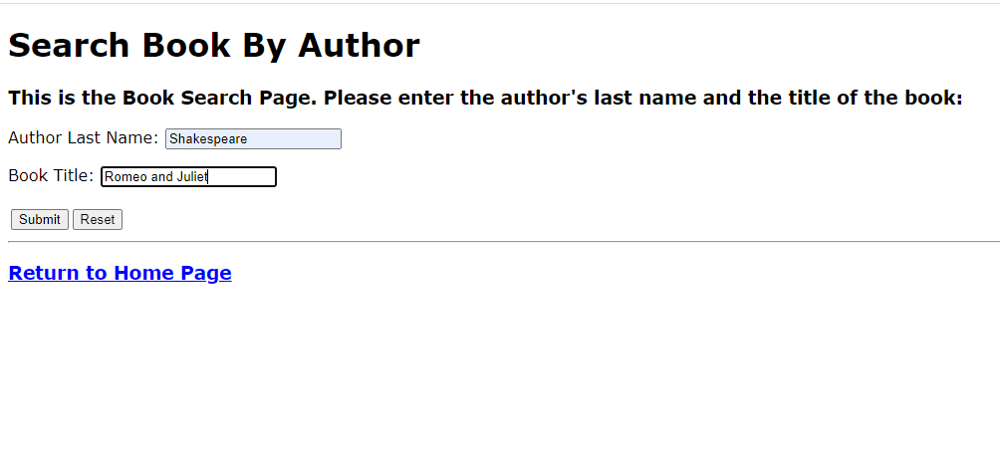 Search Book By Author
This is the Book Search Page. Please enter the author's last name and the title of the book:
Author Last Name: Shakespeare
Book Title: Romeo and Juliet
Submit Reset
Return to Home Page